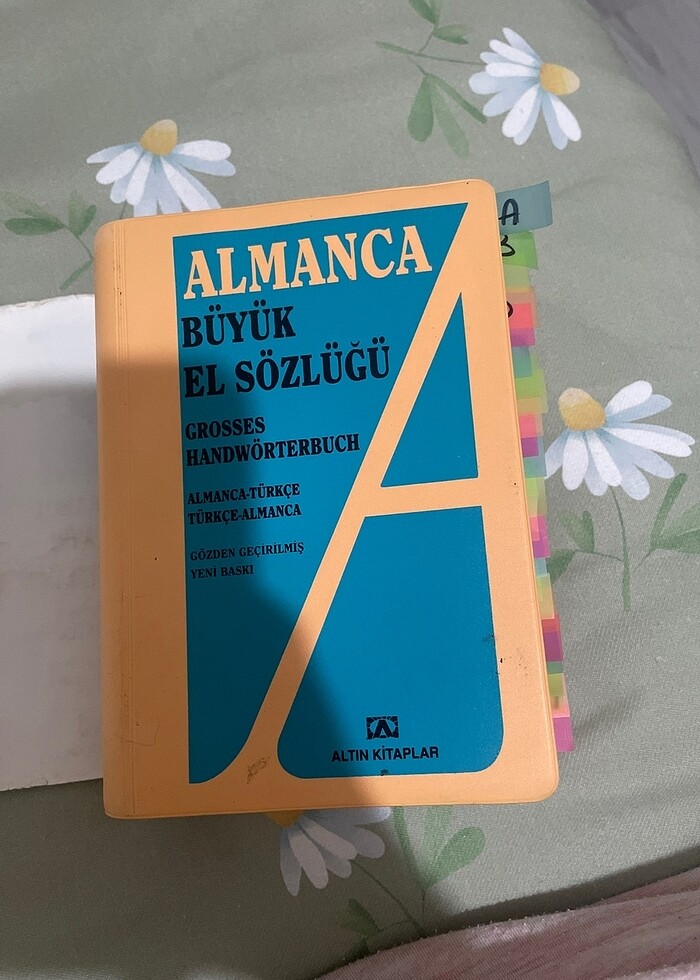 ALMANCA
BÜYÜK
EL SÖZLÜĞÜ
GROSSES
HANDWÖRTERBUCH
ALMANCA-TÜRKÇE
TÜRKÇE-ALMANCA
GÖZDEN GEÇİRİLMİŞ
YENİ BASKI
ALTIN KİTAPLAR
A
B